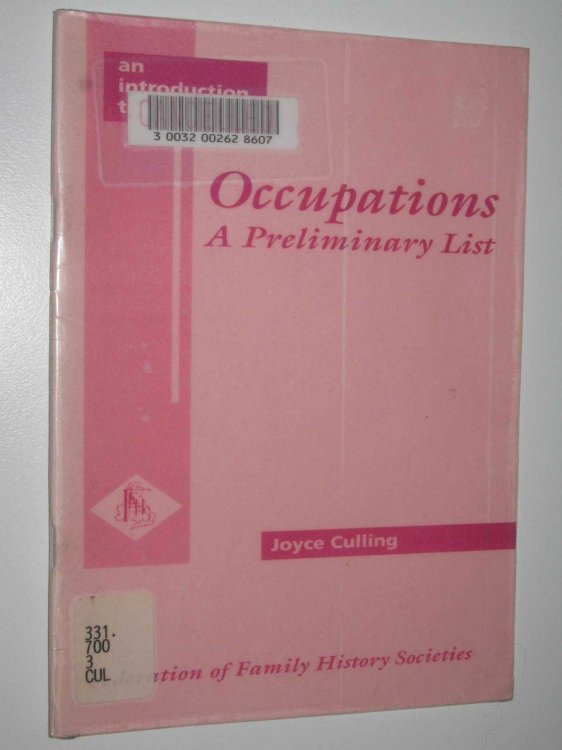 an
introduction
3 0032 00262 8607
Occupations
A Preliminary List
Joyce Culling
331.
700
3
CUL
of Family History Societies